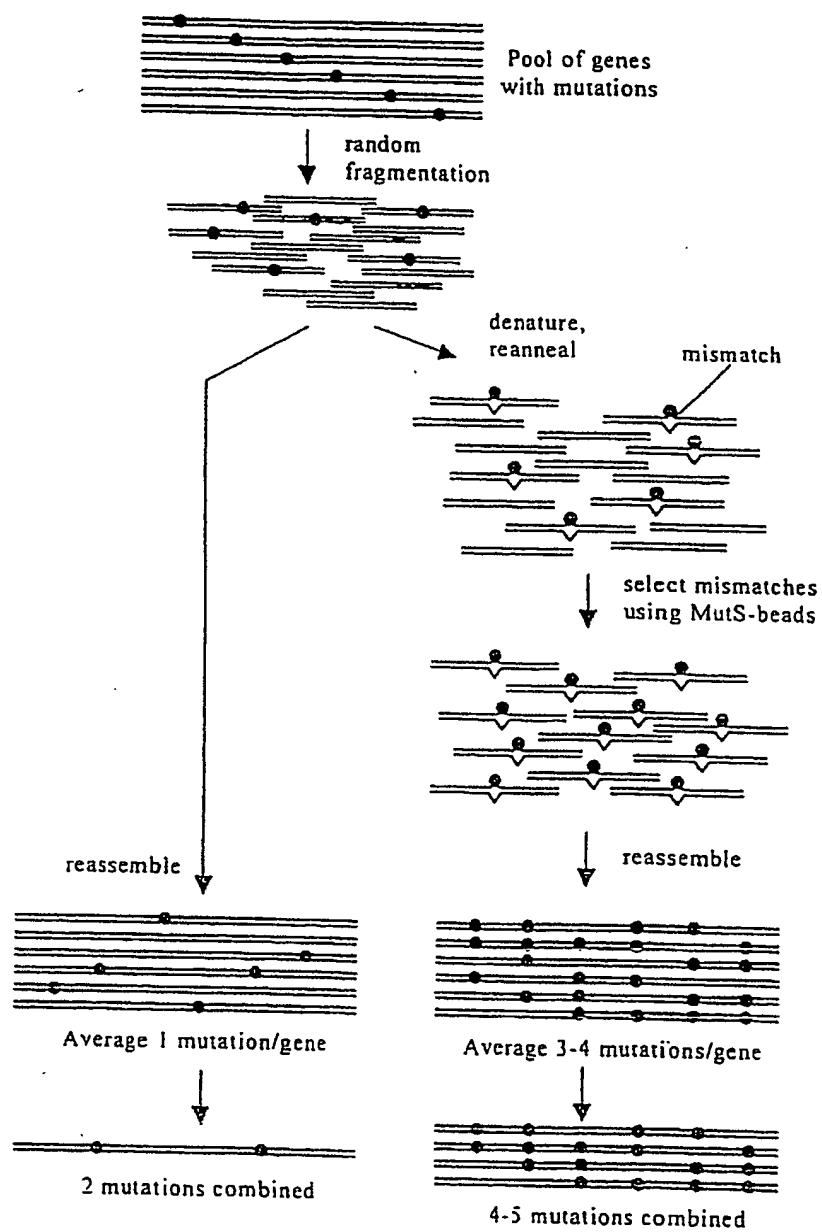 Pool of genes
with mutations
random
fragmentation
denature,
reanneal
mismatch
select mismatches
using MutS-beads
reassemble
reassemble
Average 1 mutation/gene
Average 3-4 mutations/gene
2 mutations combined
4-5 mutations combined